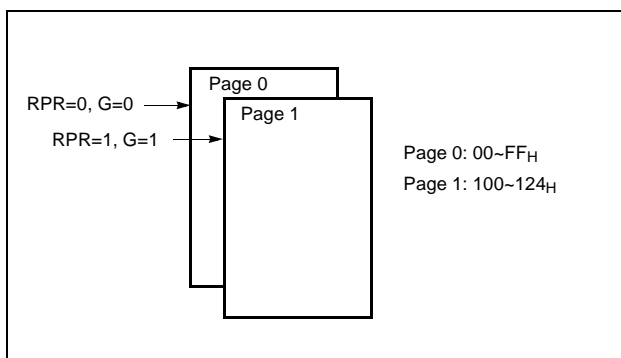 Page 0
RPR=0, G=0
Page 1
RPR=1, G=1
Page 0: 00~FFH
Page 1: 100~124H